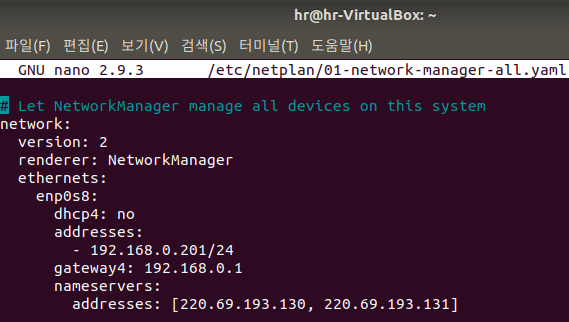 hr@hr-VirtualBox: ~
파일(F) 편집(E) 보기(V) 검색(S) 터미널(T) 도움말(H)
GNU nano 2.9.3 /etc/netplan/01-network-manager-all.yaml
# Let NetworkManager manage all devices on this system
network:
  version: 2
  renderer: NetworkManager
  ethernets:
    enp0s8:
      dhcp4: no
      addresses:
        - 192.168.0.201/24
      gateway4: 192.168.0.1
      nameservers:
        addresses: [220.69.193.130, 220.69.193.131]